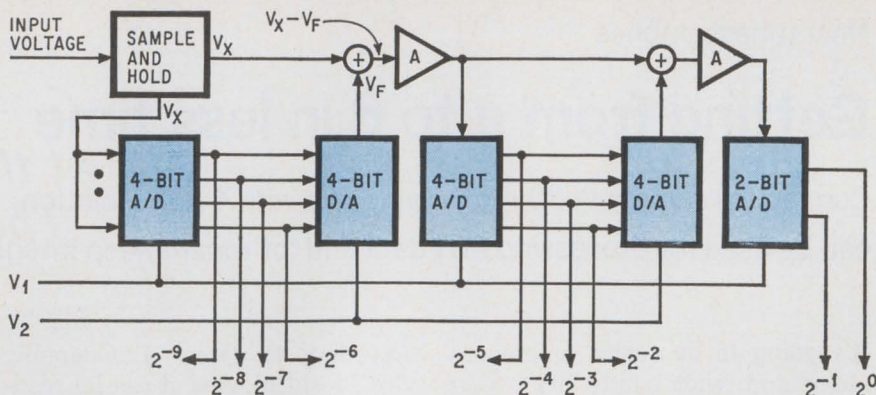 INPUT
VOLTAGE
SAMPLE
AND
HOLD
V_X
V_X
V_X–V_F
+
V_F
A
+
A
4-BIT
A/D
4-BIT
D/A
4-BIT
A/D
4-BIT
D/A
2-BIT
A/D
V_1
V_2
2^-9
2^-8
2^-7
2^-6
2^-5
2^-4
2^-3
2^-2
2^-1
2^0